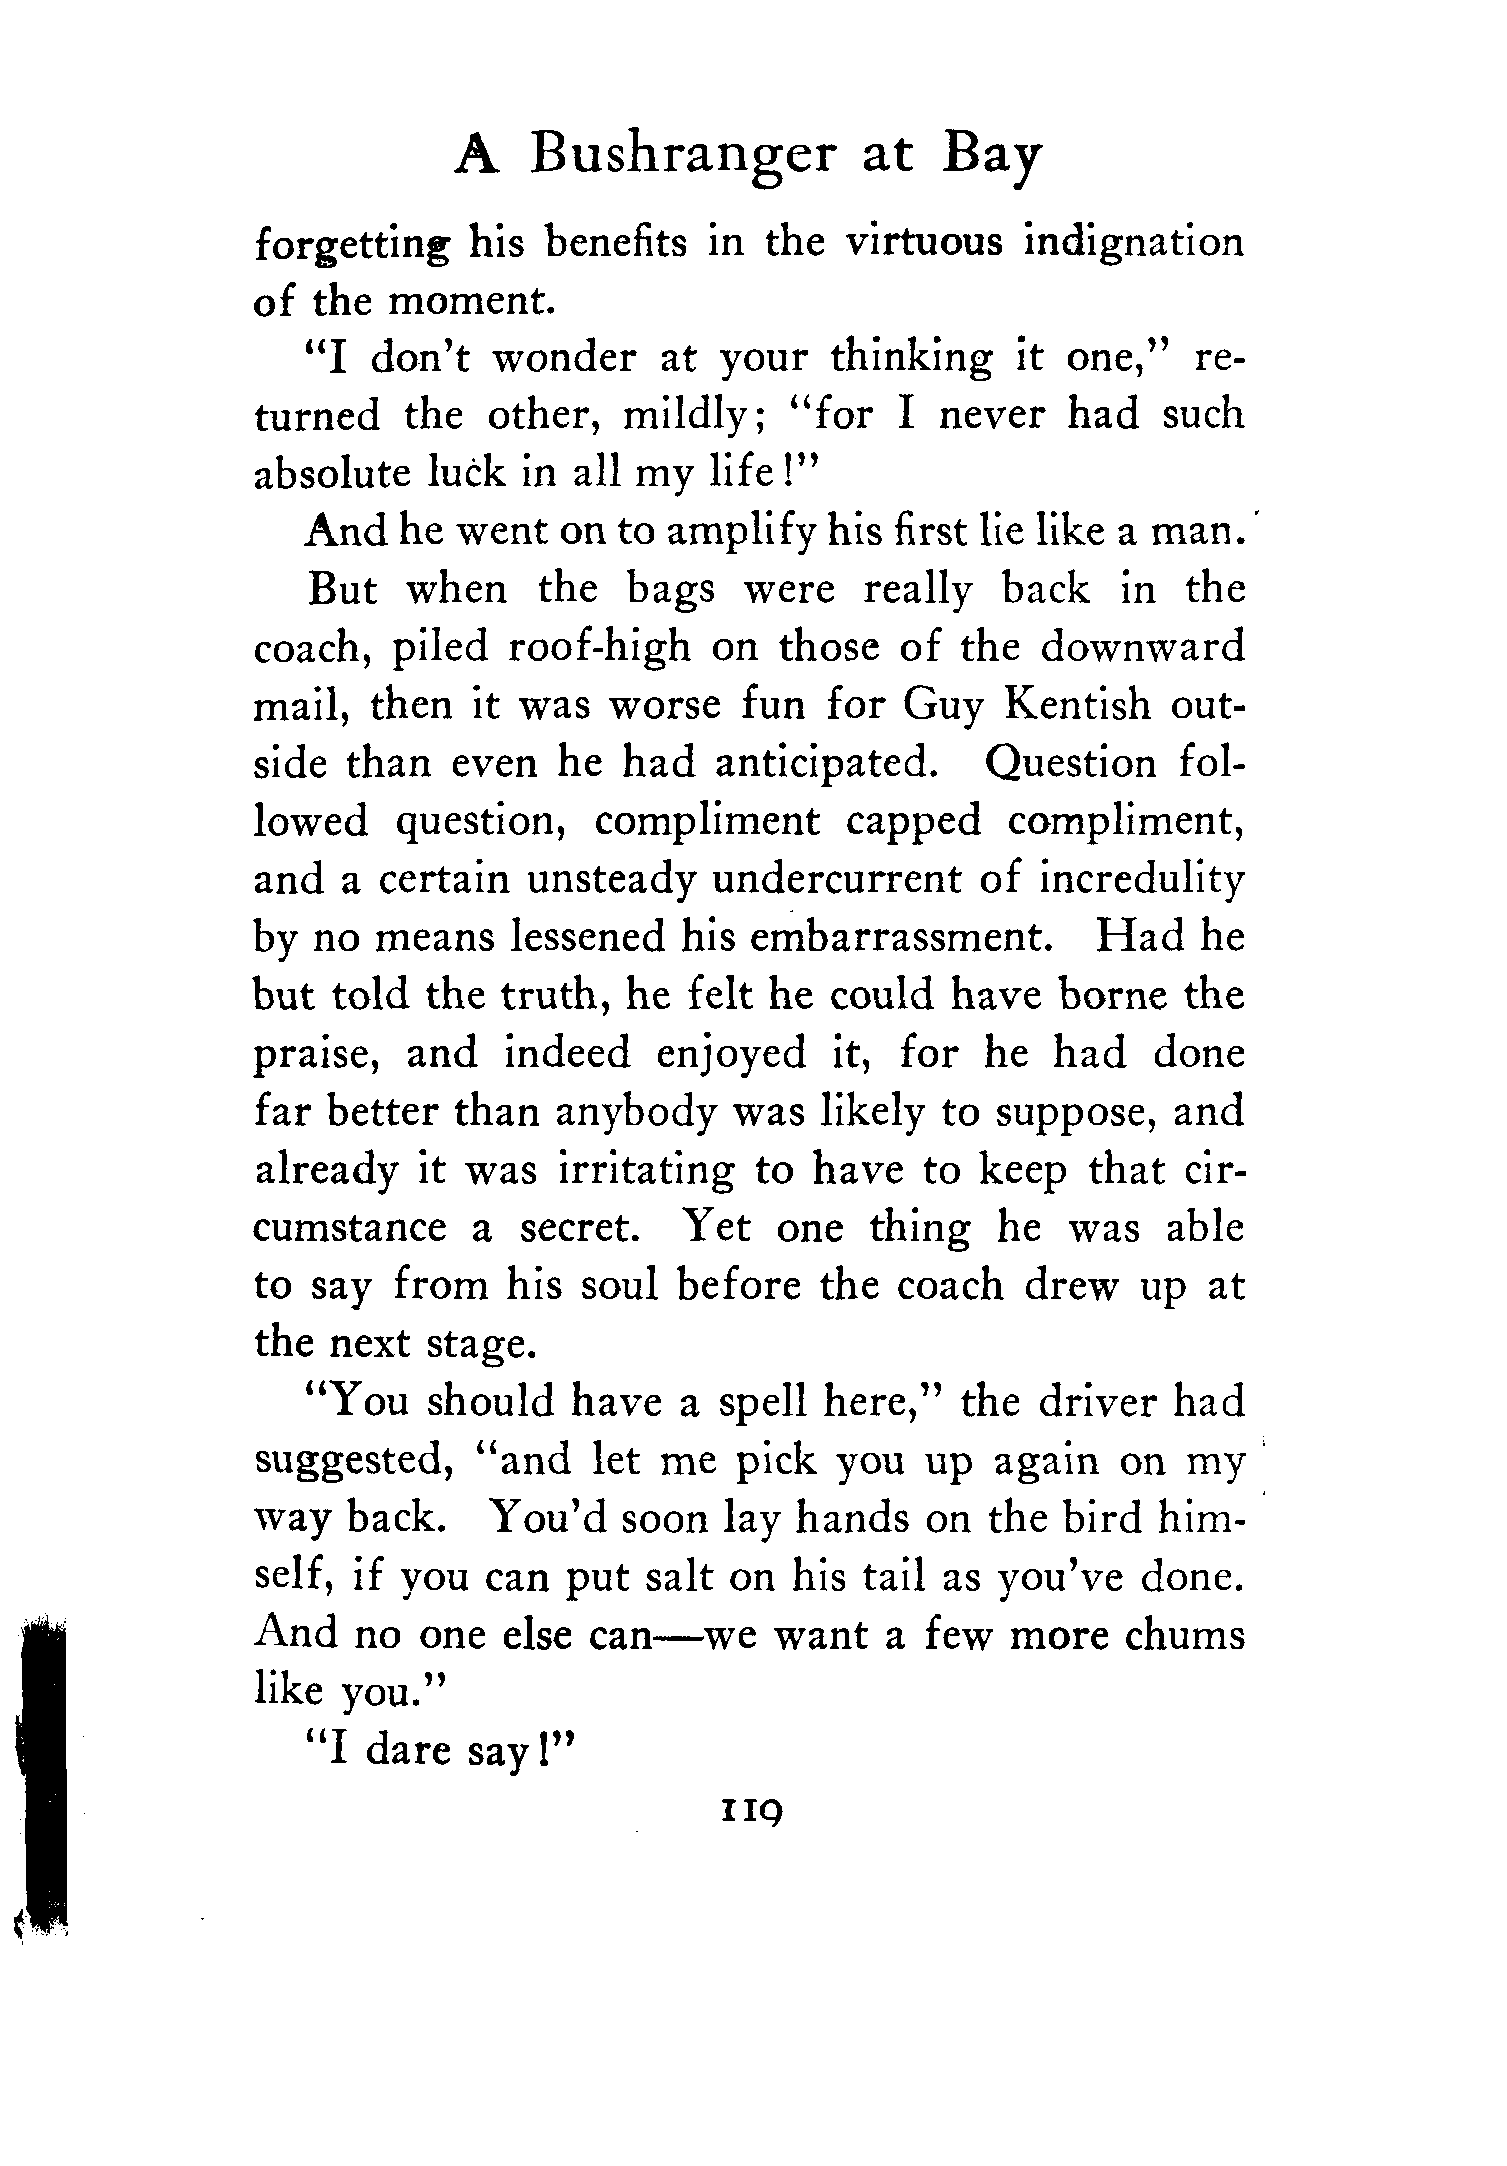 A Bushranger at Bay
forgetting his benefits in the virtuous indignation
of the moment.
"I don't wonder at your thinking it one," re-
turned the other, mildly; "for I never had such
absolute luck in all my life!"
And he went on to amplify his first lie like a man.
But when the bags were really back in the
coach, piled roof-high on those of the downward
mail, then it was worse fun for Guy Kentish out-
side than even he had anticipated. Question fol-
lowed question, compliment capped compliment,
and a certain unsteady undercurrent of incredulity
by no means lessened his embarrassment. Had he
but told the truth, he felt he could have borne the
praise, and indeed enjoyed it, for he had done
far better than anybody was likely to suppose, and
already it was irritating to have to keep that cir-
cumstance a secret. Yet one thing he was able
to say from his soul before the coach drew up at
the next stage.
"You should have a spell here," the driver had
suggested, "and let me pick you up again on my
way back. You'd soon lay hands on the bird him-
self, if you can put salt on his tail as you've done.
And no one else can—we want a few more chums
like you."
"I dare say!"
119